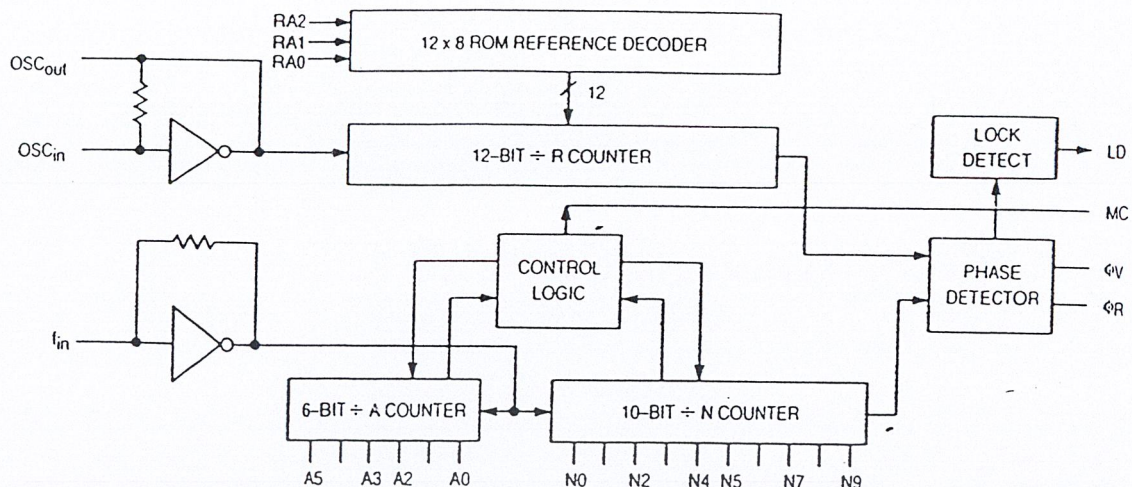 RA2
RA1
RA0
12 x 8 ROM REFERENCE DECODER
12
OSCout
OSCin
12–BIT ÷ R COUNTER
LOCK
DETECT
LD
MC
CONTROL
LOGIC
PHASE
DETECTOR
ϕV
ϕR
fin
6–BIT ÷ A COUNTER
10–BIT ÷ N COUNTER
A5 A3 A2 A0 N0 N2 N4 N5 N7 N9